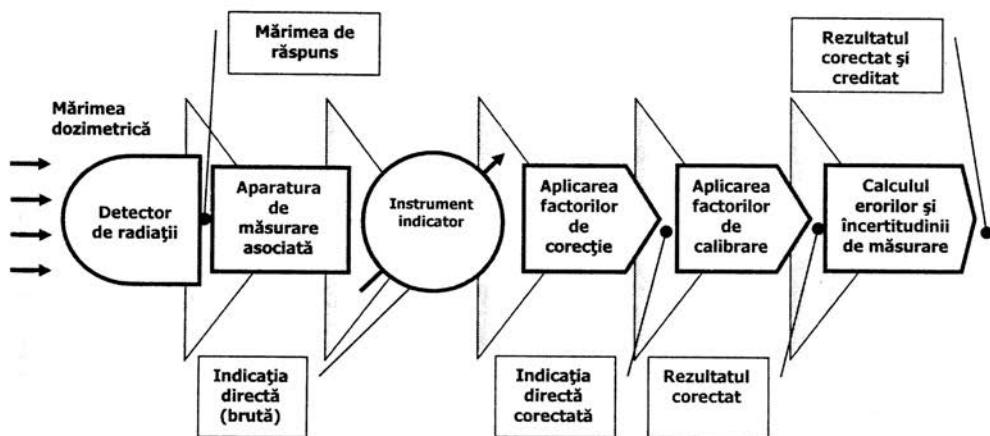 Mărimea de
răspuns
Rezultatul
corectat şi
creditat
Mărimea
dozimetrică
Detector
de radiaţii
Aparatura
de
măsurare
asociată
Instrument
indicator
Aplicarea
factorilor
de
corecţie
Aplicarea
factorilor
de
calibrare
Calculul
erorilor şi
încertitudinii
de măsurare
Indicaţia
directă
(brută)
Indicaţia
directă
corectată
Rezultatul
corectat